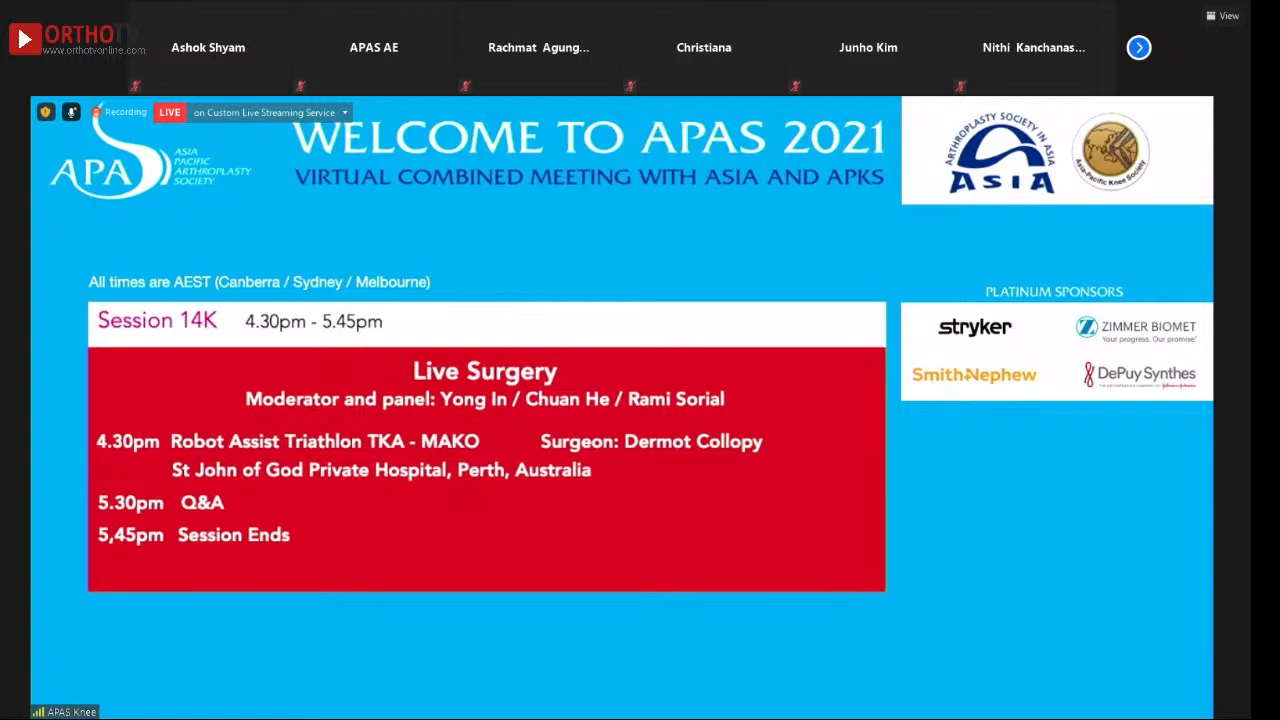 ORTHOTV
www.orthotvonline.com
View
Ashok Shyam
APAS AE
Rachmat Agung...
Christiana
Junho Kim
Nithi Kanchanas...
Recording
LIVE
on Custom Live Streaming Service
APAS
ASIA
PACIFIC
ARTHROPLASTY
SOCIETY
WELCOME TO APAS 2021
VIRTUAL COMBINED MEETING WITH ASIA AND APKS
ARTHROPLASTY SOCIETY IN ASIA
ASIA
Asia-Pacific Knee Society
All times are AEST (Canberra / Sydney / Melbourne)
Session 14K 4.30pm - 5.45pm
Live Surgery
Moderator and panel: Yong In / Chuan He / Rami Sorial
4.30pm Robot Assist Triathlon TKA - MAKO Surgeon: Dermot Collopy
St John of God Private Hospital, Perth, Australia
5.30pm Q&A
5,45pm Session Ends
PLATINUM SPONSORS
stryker
ZIMMER BIOMET
Your progress. Our promise.
Smith+Nephew
DePuy Synthes
APAS Knee